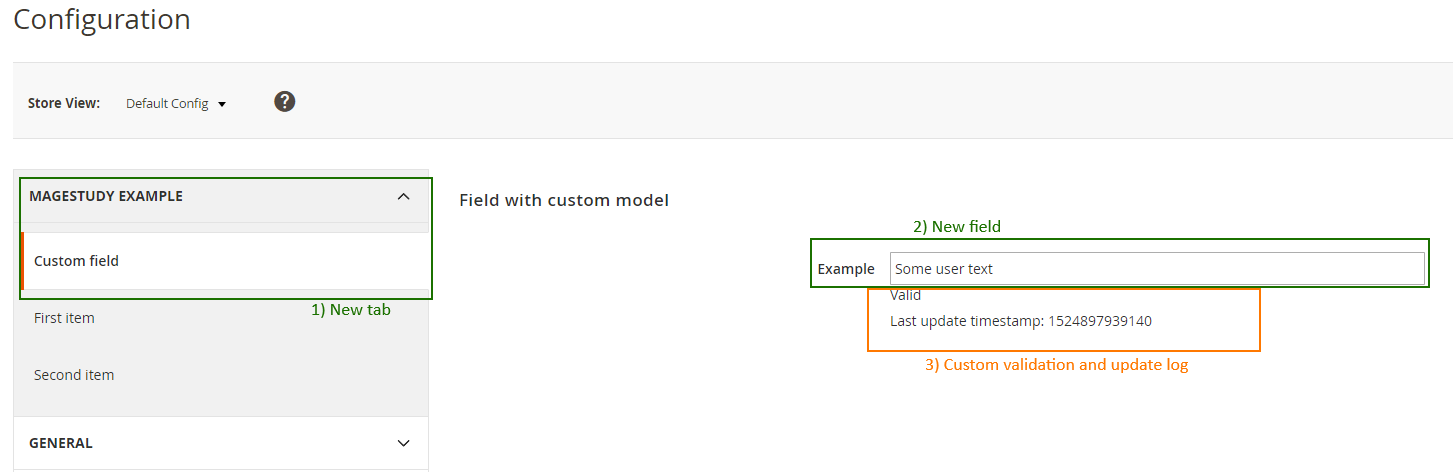 Configuration
Store View: Default Config ?
MAGESTUDY EXAMPLE
Custom field
1) New tab
First item
Second item
GENERAL
Field with custom model
2) New field
Example Some user text
Valid
Last update timestamp: 1524897939140
3) Custom validation and update log